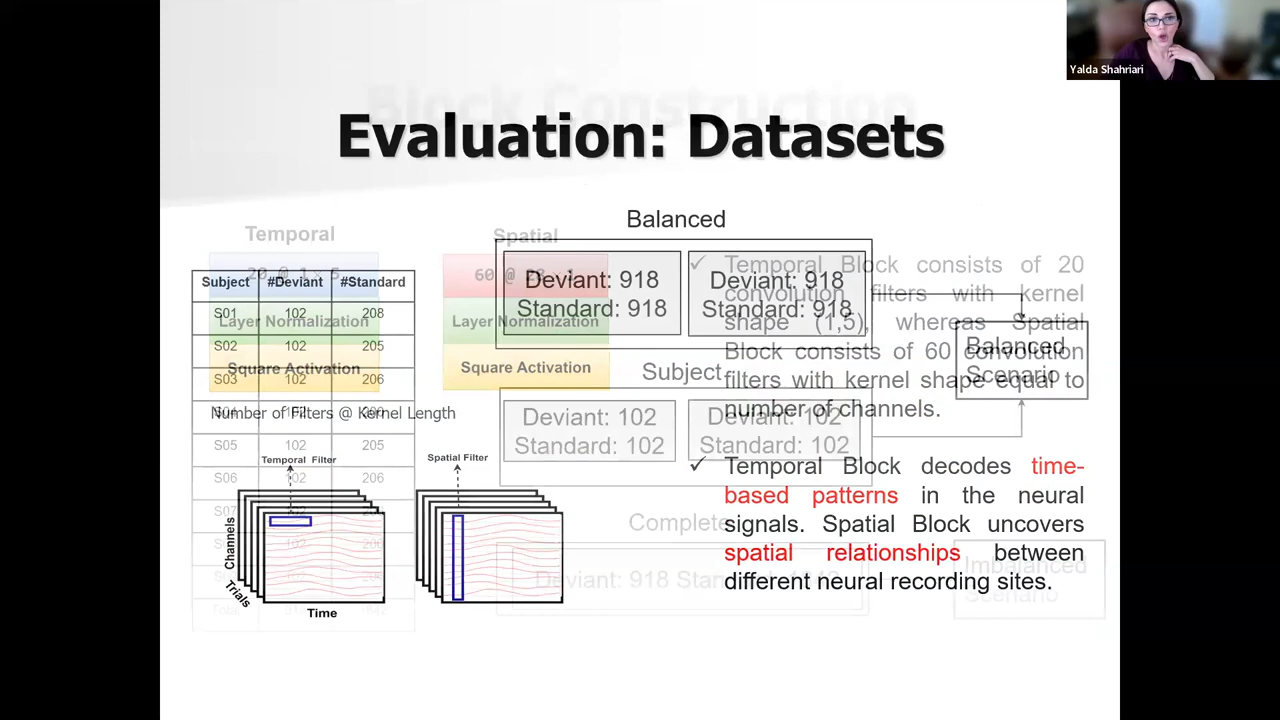 Yalda Shahriari
Block Construction
Evaluation: Datasets
Temporal
Spatial
20 @ 1 × 5
Layer Normalization
Layer Normalization
Square Activation
Square Activation
Number of Filters @ Kernel Length
Subject #Deviant #Standard
S01 102 208
S02 102 205
S03 102 206
S05 102 205
S06 102 206
Temporal Filter
Spatial Filter
Channels
Trials
Time
Balanced
Deviant: 918
Standard: 918
Deviant: 918
Standard: 918
Subject
Deviant: 102
Standard: 102
Deviant: 102
Standard: 102
Complete
Deviant: 918
Balanced
Scenario
Imbalanced
Scenario
✓ Temporal Block consists of 20
convolution filters with kernel
shape (1,5), whereas Spatial
Block consists of 60 convolution
filters with kernel shape equal to
number of channels.
✓ Temporal Block decodes time-
based patterns in the neural
signals. Spatial Block uncovers
spatial relationships between
different neural recording sites.